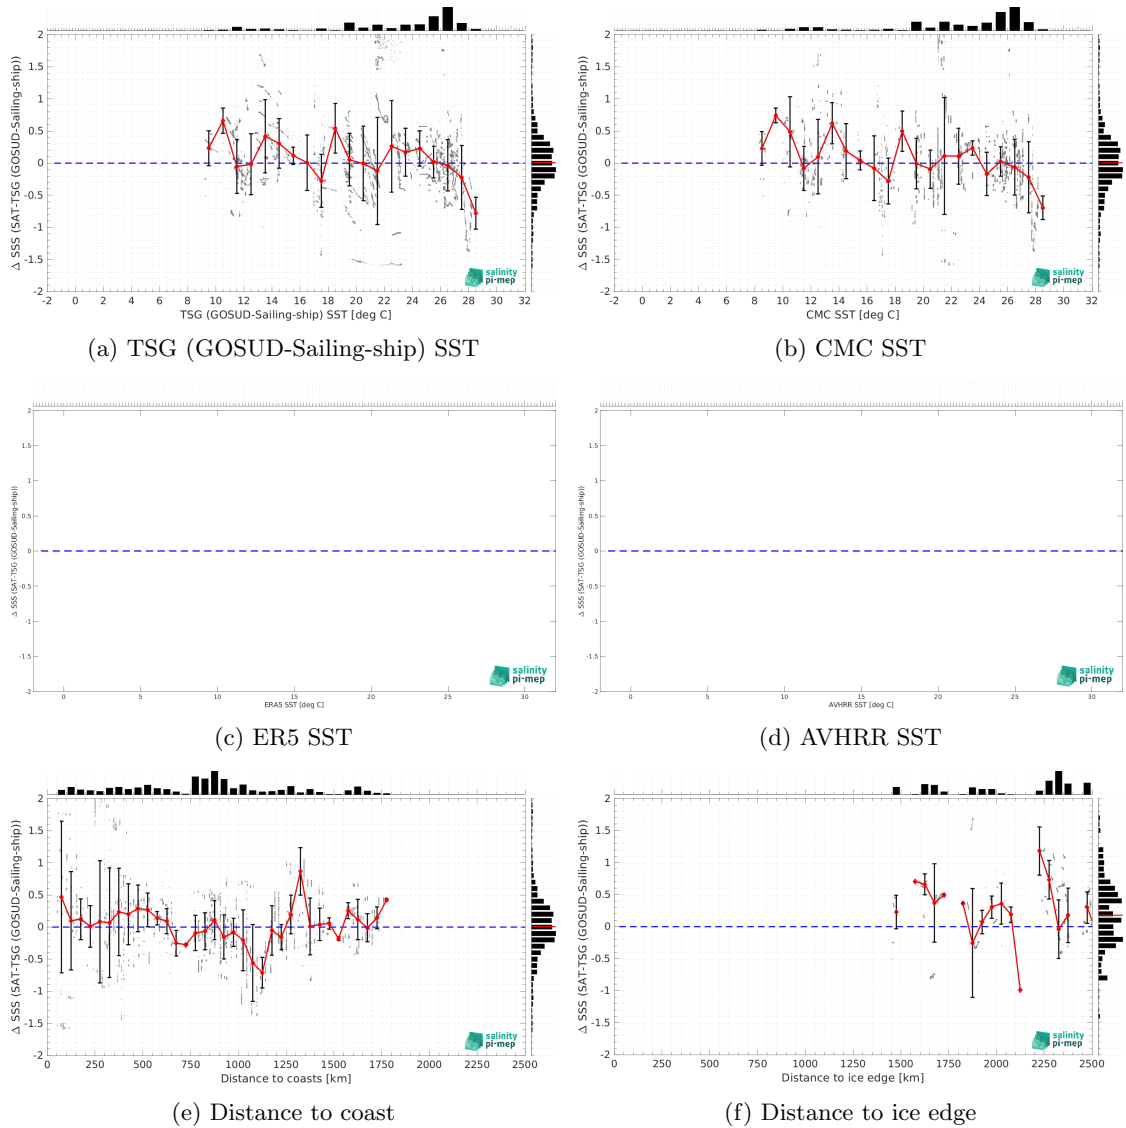 Δ SSS (SAT-TSG (GOSUD-Sailing-ship))
2
1.5
1
0.5
0
-0.5
-1
-1.5
-2
-2 0 2 4 6 8 10 12 14 16 18 20 22 24 26 28 30 32
TSG (GOSUD-Sailing-ship) SST [deg C]
salinity
pi-mep
(a) TSG (GOSUD-Sailing-ship) SST
Δ SSS (SAT-TSG (GOSUD-Sailing-ship))
2
1.5
1
0.5
0
-0.5
-1
-1.5
-2
-2 0 2 4 6 8 10 12 14 16 18 20 22 24 26 28 30 32
CMC SST [deg C]
salinity
pi-mep
(b) CMC SST
Δ SSS (SAT-TSG (GOSUD-Sailing-ship))
2
1.5
1
0.5
0
-0.5
-1
-1.5
-2
0 5 10 15 20 25 30
ERA5 SST [deg C]
salinity
pi-mep
(c) ER5 SST
Δ SSS (SAT-TSG (GOSUD-Sailing-ship))
2
1.5
1
0.5
0
-0.5
-1
-1.5
-2
0 5 10 15 20 25 30
AVHRR SST [deg C]
salinity
pi-mep
(d) AVHRR SST
Δ SSS (SAT-TSG (GOSUD-Sailing-ship))
2
1.5
1
0.5
0
-0.5
-1
-1.5
-2
0 250 500 750 1000 1250 1500 1750 2000 2250 2500
Distance to coasts [km]
salinity
pi-mep
(e) Distance to coast
Δ SSS (SAT-TSG (GOSUD-Sailing-ship))
2
1.5
1
0.5
0
-0.5
-1
-1.5
-2
0 250 500 750 1000 1250 1500 1750 2000 2250 2500
Distance to ice edge [km]
salinity
pi-mep
(f) Distance to ice edge